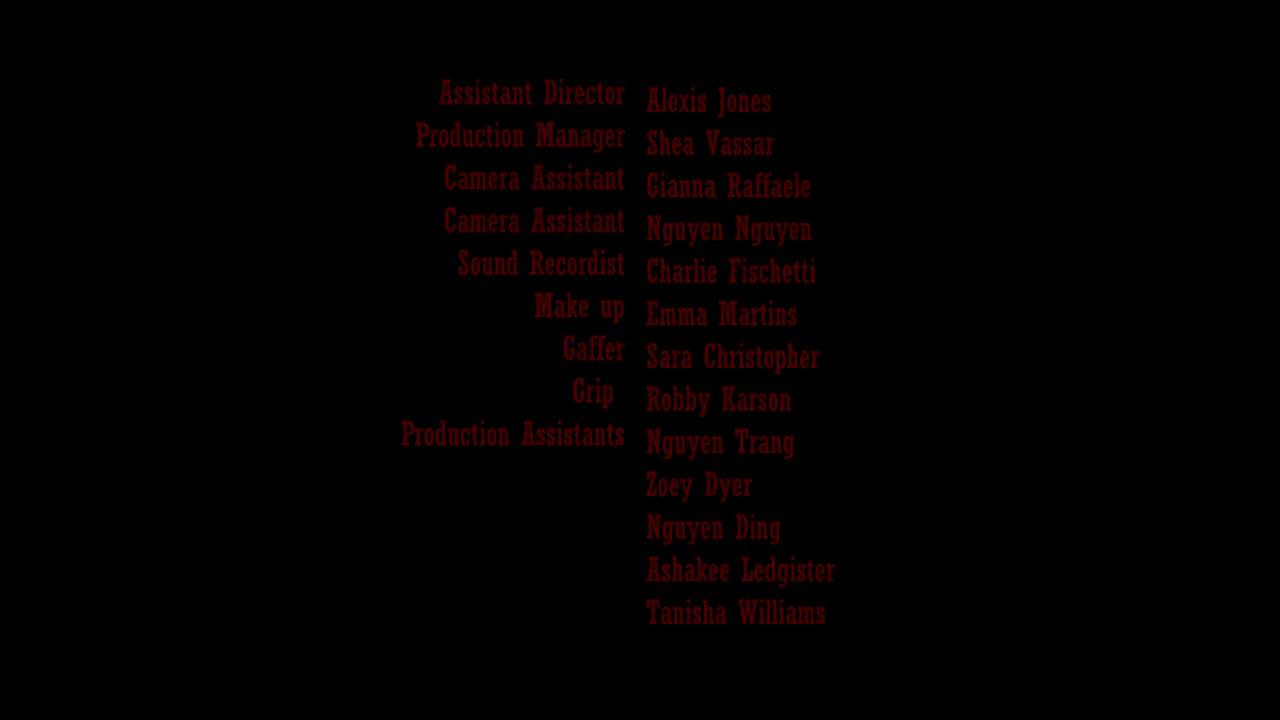 Assistant Director Alexis Jones
Production Manager Shea Vassar
Camera Assistant Gianna Raffaele
Camera Assistant Nguyen Nguyen
Sound Recordist Charlie Fischetti
Make up Emma Martins
Gaffer Sara Christopher
Grip Robby Karson
Production Assistants Nguyen Trang
Zoey Dyer
Nguyen Ding
Ashakee Ledgister
Tanisha Williams